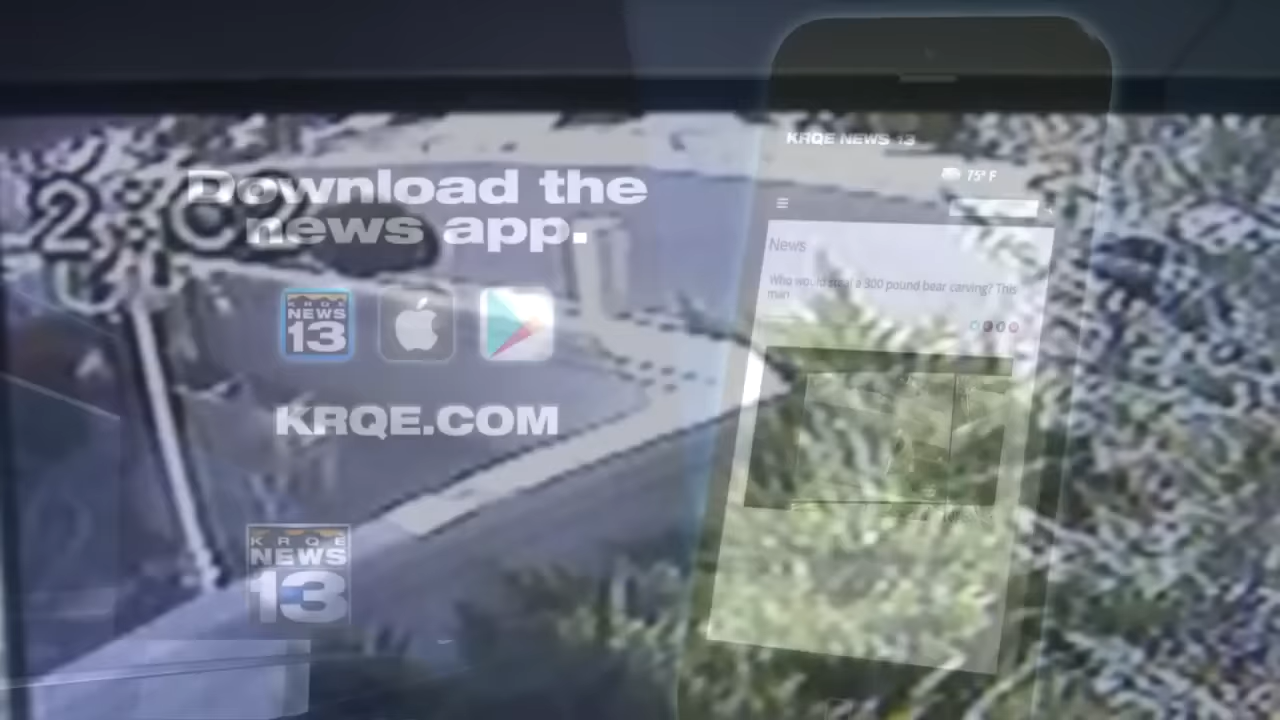 Download the
news app.
KRQE
NEWS
13
KRQE.COM
KRQE
NEWS
13
KRQE NEWS 13
75° F
News
Who would steal a 300 pound bear carving? This
man